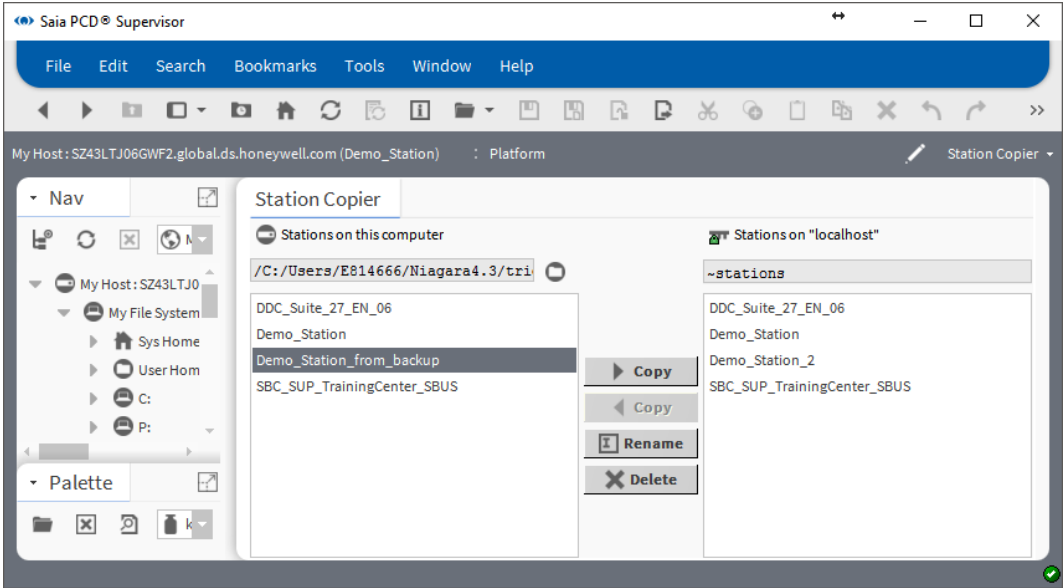 Saia PCD® Supervisor
File Edit Search Bookmarks Tools Window Help
My Host : SZ43LTJ06GWF2.global.ds.honeywell.com (Demo_Station) : Platform Station Copier
Nav
My Host : SZ43LTJ0
My File System
Sys Home
User Hom
C:
P:
Palette
k
Station Copier
Stations on this computer
/C:/Users/E814666/Niagara4.3/tri
DDC_Suite_27_EN_06
Demo_Station
Demo_Station_from_backup
SBC_SUP_TrainingCenter_SBUS
Copy
Copy
Rename
Delete
Stations on "localhost"
~stations
DDC_Suite_27_EN_06
Demo_Station
Demo_Station_2
SBC_SUP_TrainingCenter_SBUS